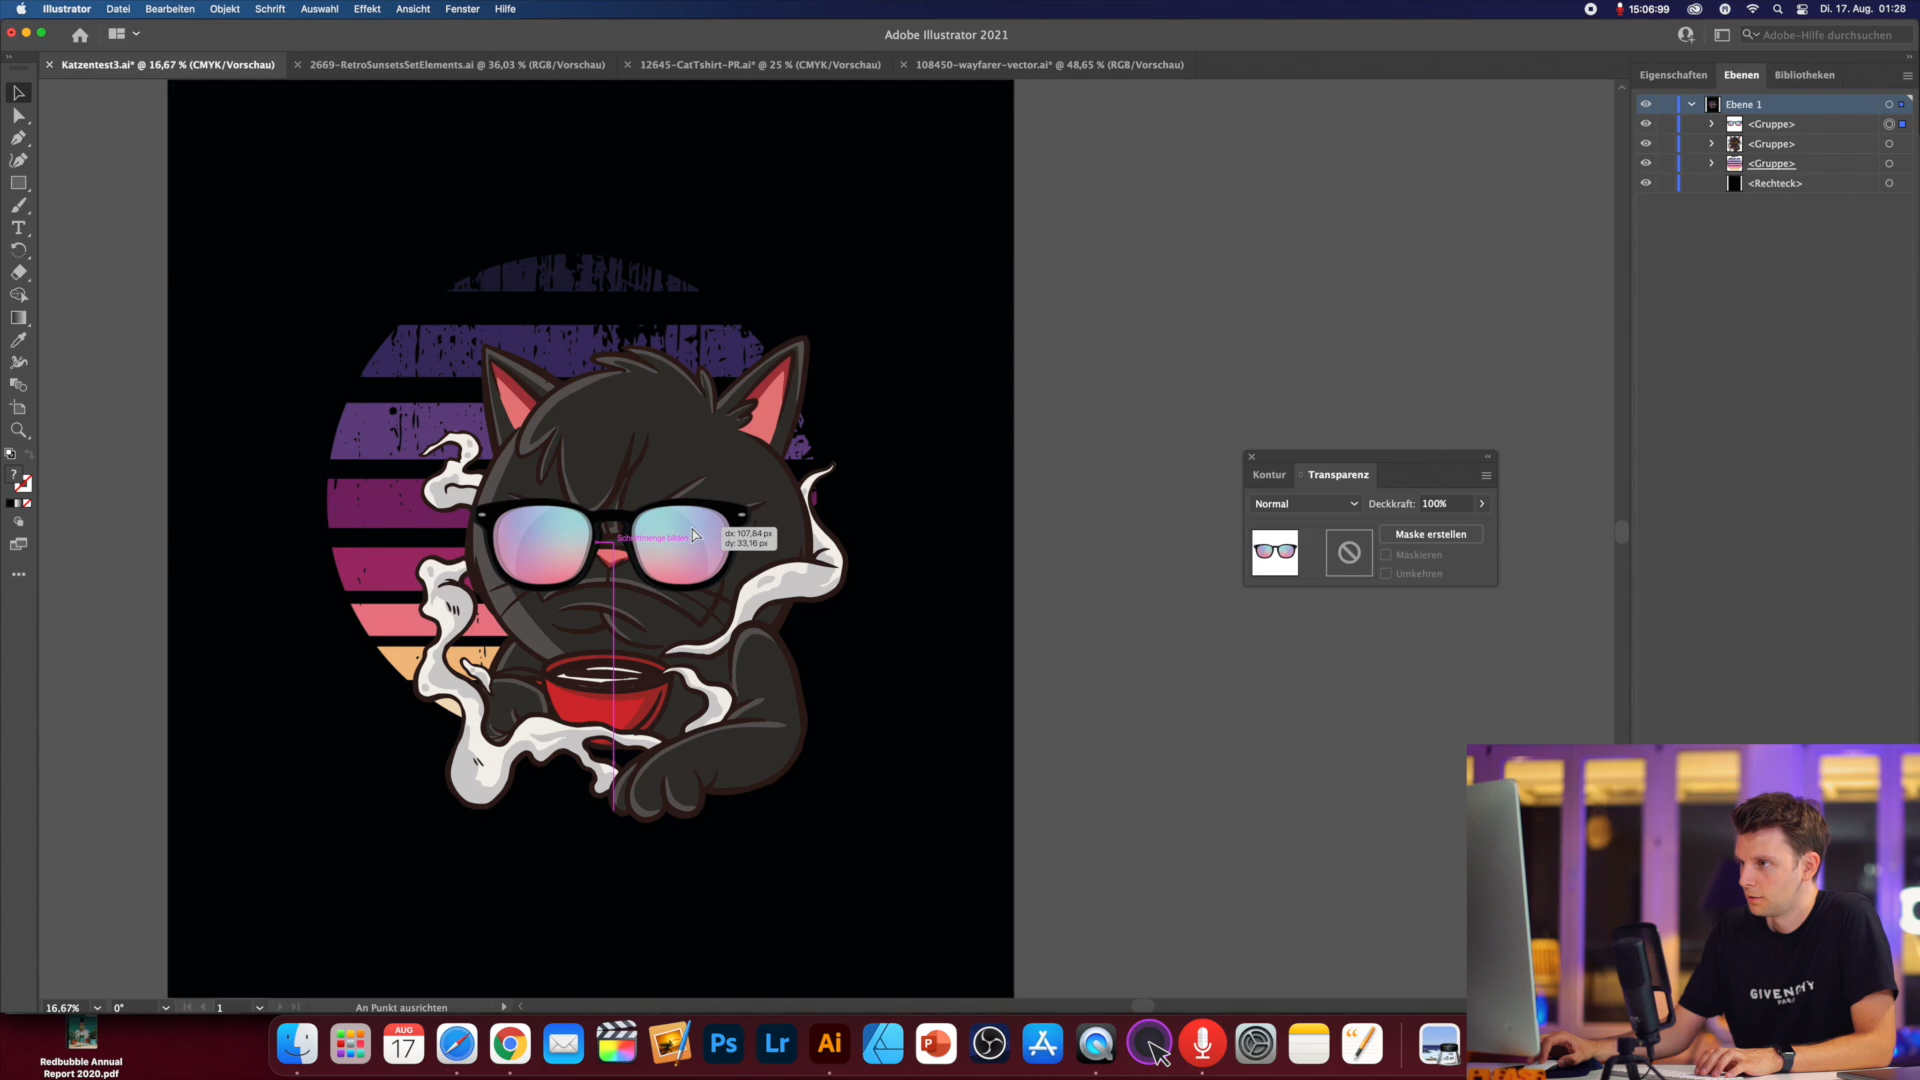 Illustrator Datei Bearbeiten Objekt Schrift Auswahl Effekt Ansicht Fenster Hilfe 15:06:99 Di. 17. Aug. 01:28
Adobe Illustrator 2021 Adobe-Hilfe durchsuchen
Katzentest3.ai* @ 16,67 % (CMYK/Vorschau) 2669-RetroSunsetsSetElements.ai @ 36,03 % (RGB/Vorschau) 12645-CatTshirt-PR.ai* @ 25 % (CMYK/Vorschau) 108450-wayfarer-vector.ai* @ 48,65 % (RGB/Vorschau)
Eigenschaften Ebenen Bibliotheken
Ebene 1
<Gruppe>
<Gruppe>
<Gruppe>
<Rechteck>
Kontur Transparenz
Normal Deckkraft: 100%
Maske erstellen
Maskieren
Umkehren
Schnittmenge bilden
dx: 107,84 px
dy: 33,16 px
16,67% 0° 1 An Punkt ausrichten
GIVENCHY
PARIS
AUG
17
Ps Lr Ai P
Redbubble Annual
Report 2020.pdf